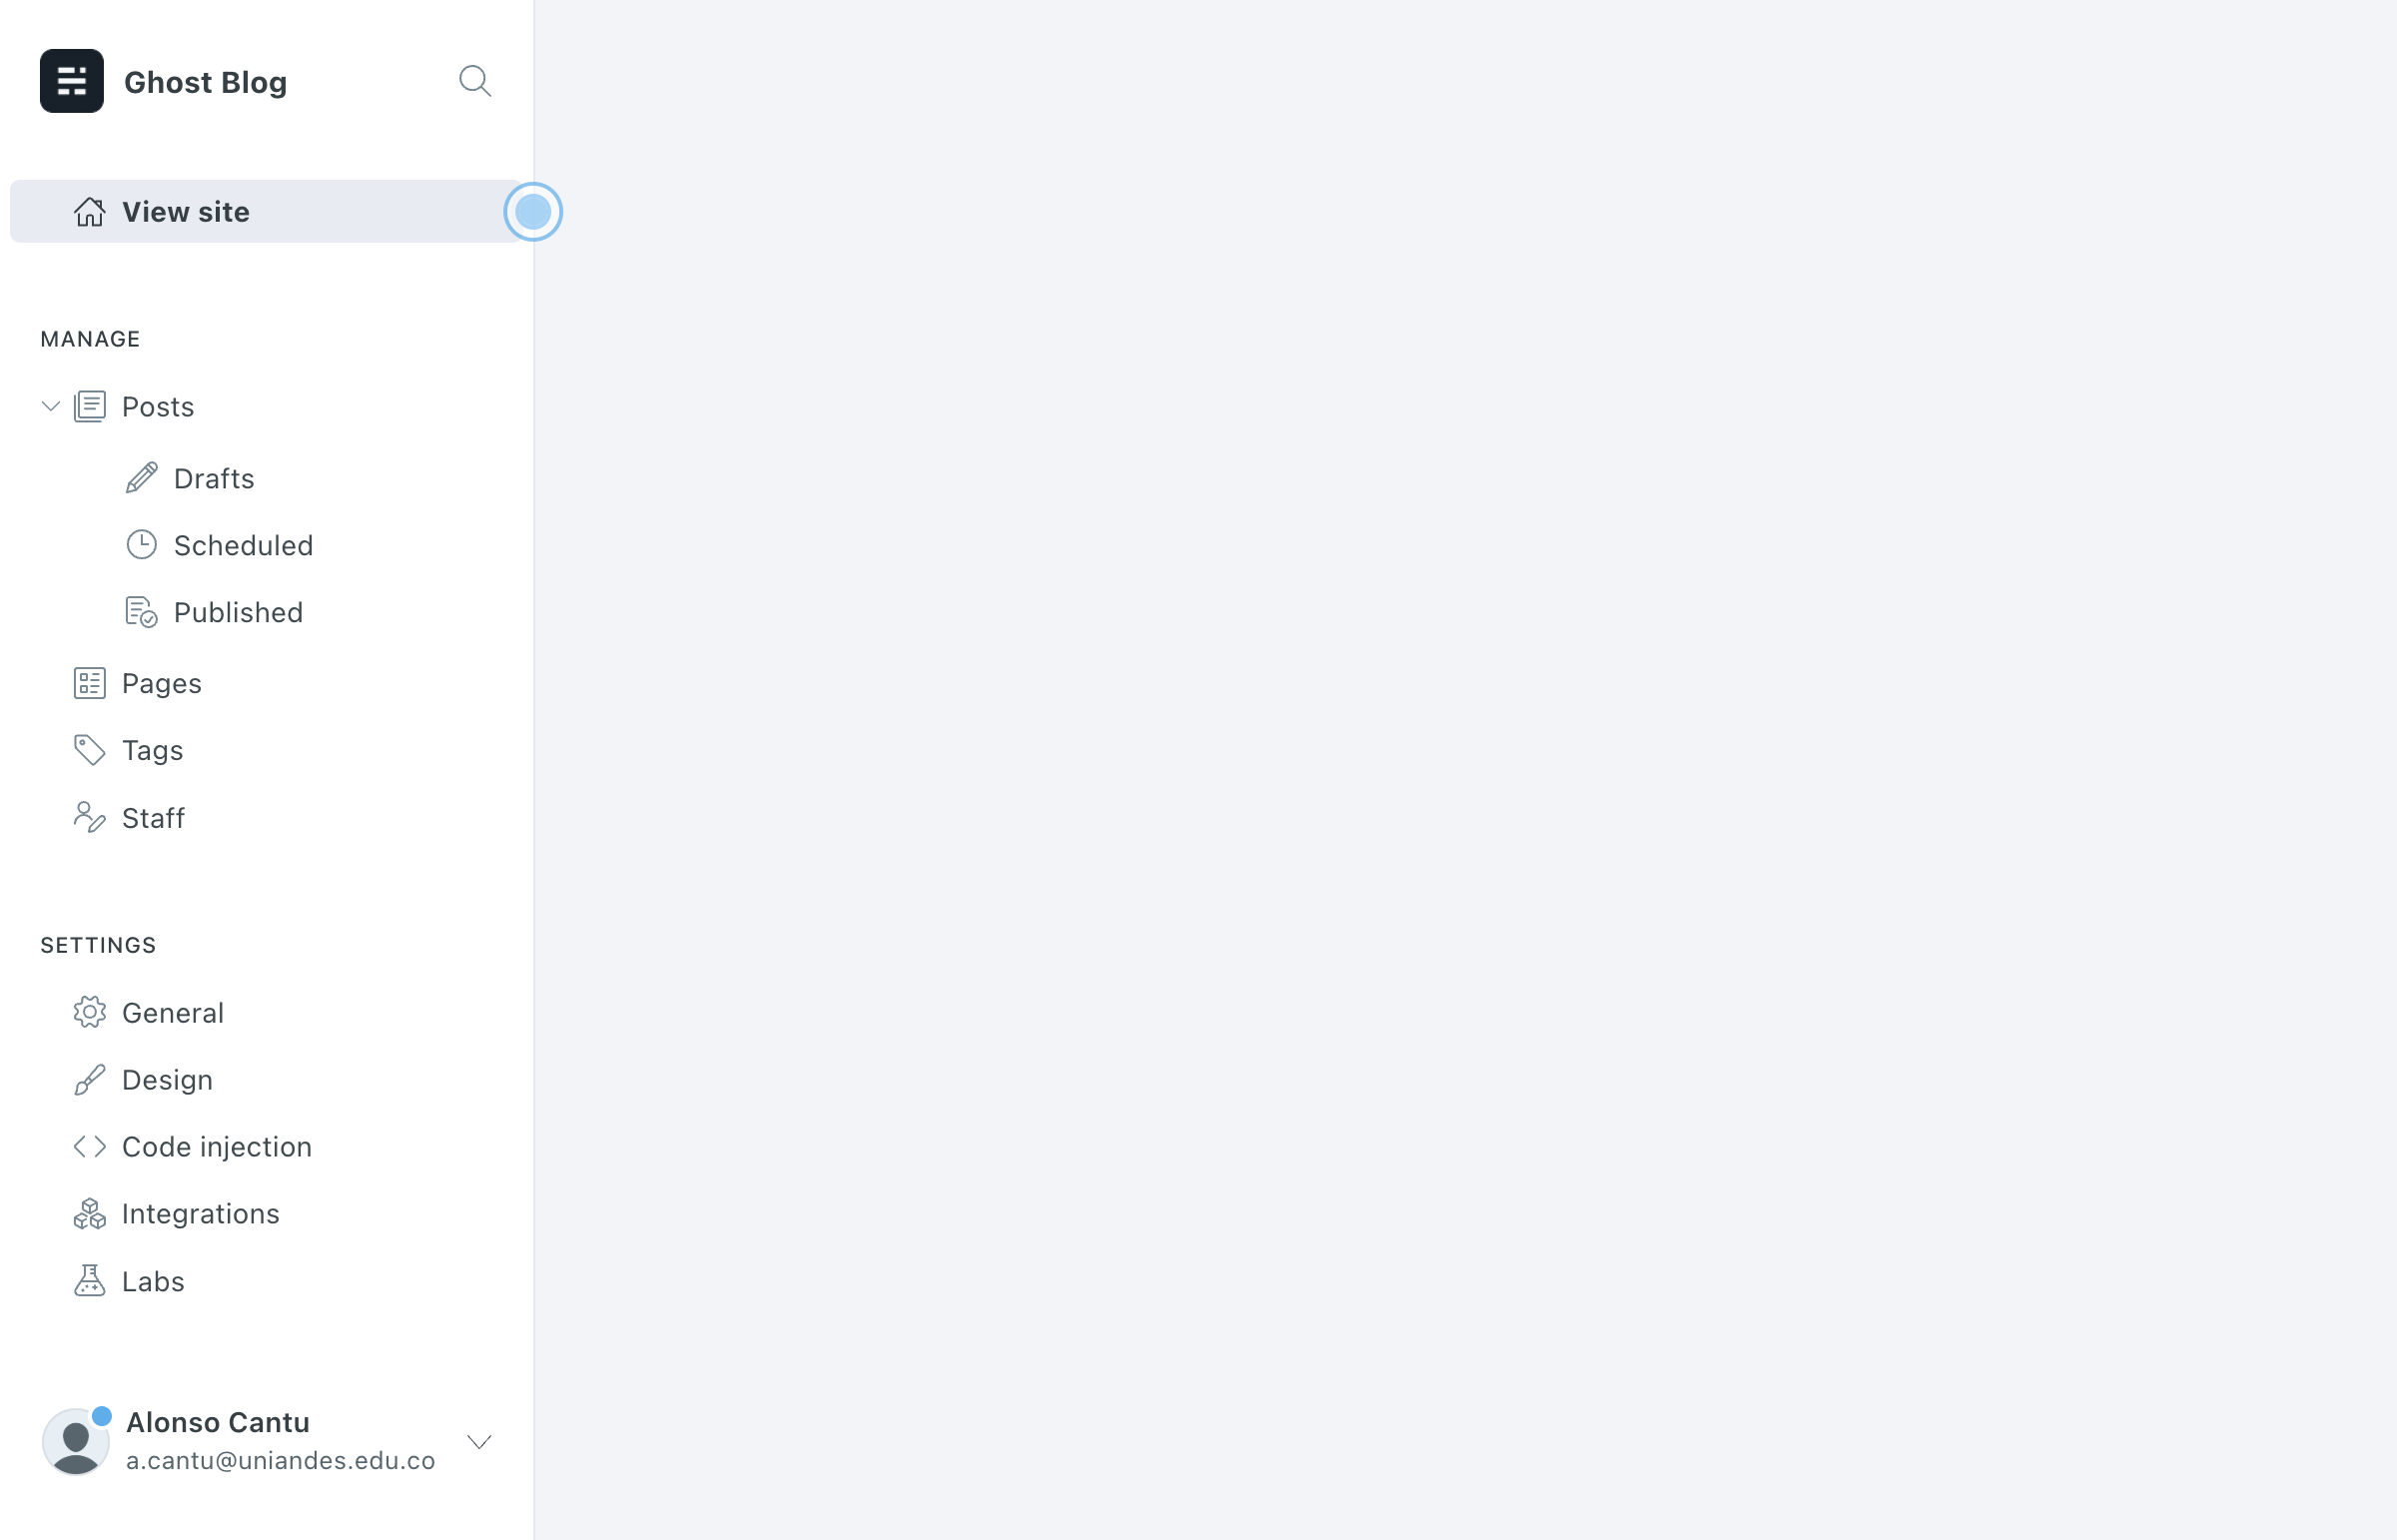 Ghost Blog
View site
MANAGE
Posts
Drafts
Scheduled
Published
Pages
Tags
Staff
SETTINGS
General
Design
Code injection
Integrations
Labs
Alonso Cantu
a.cantu@uniandes.edu.co